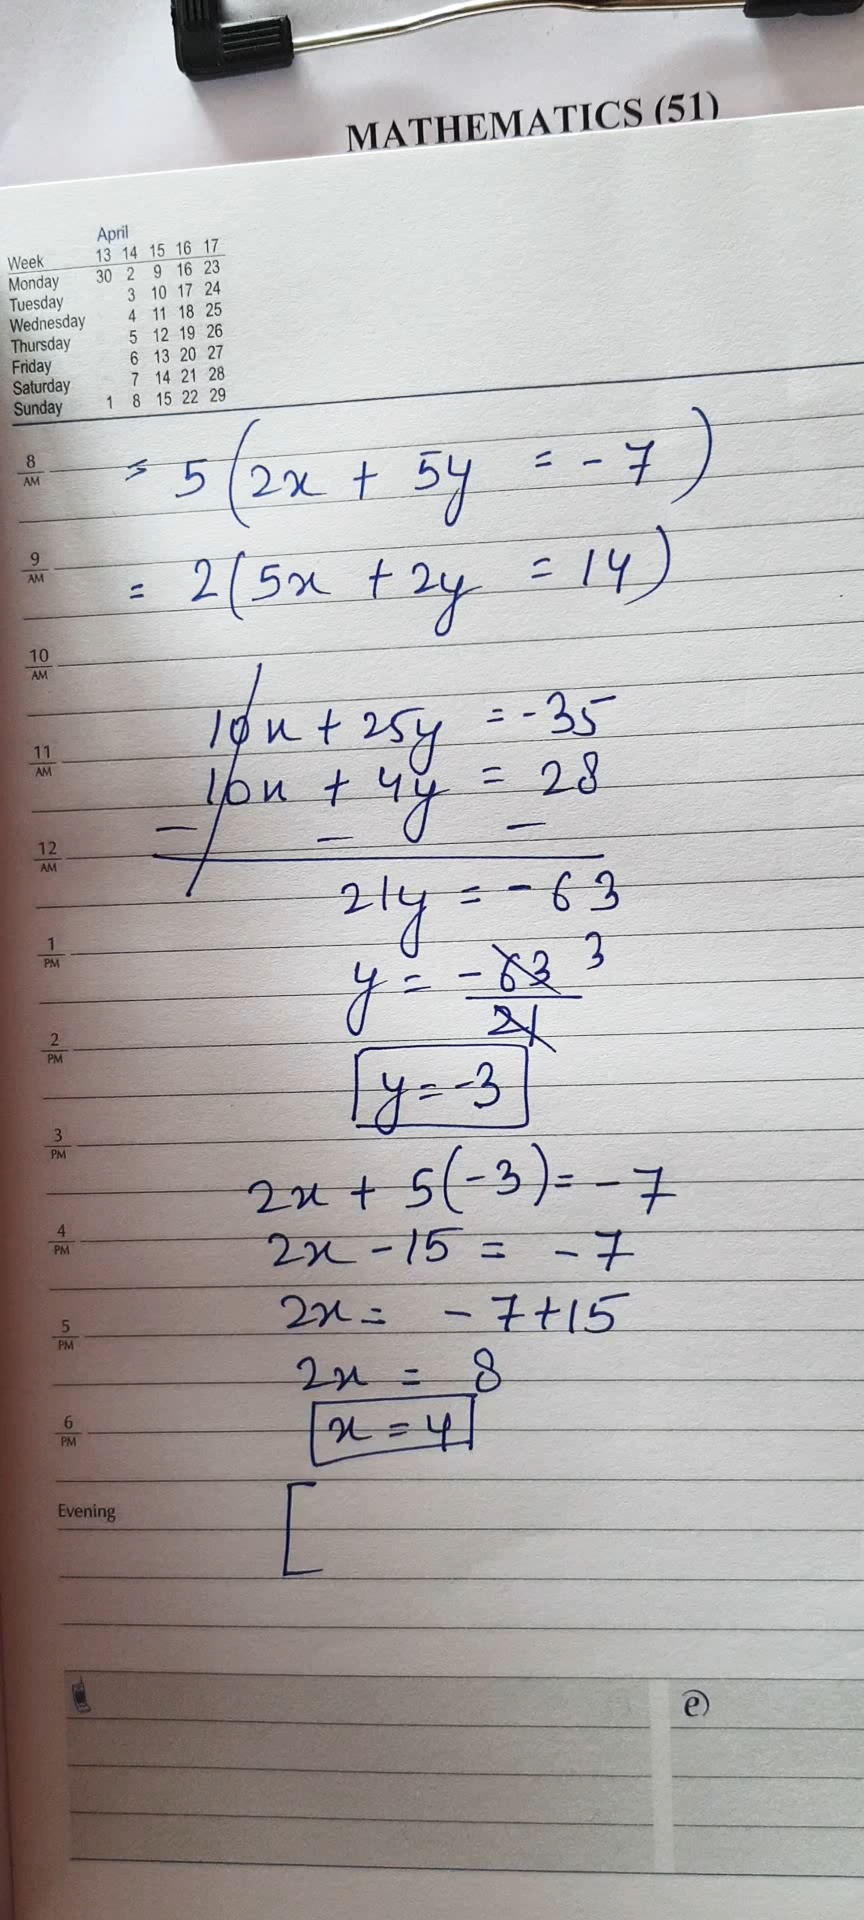 MATHEMATICS (51)
April
Week 13 14 15 16 17
Monday 30 2 9 16 23
Tuesday 3 10 17 24
Wednesday 4 11 18 25
Thursday 5 12 19 26
Friday 6 13 20 27
Saturday 7 14 21 28
Sunday 1 8 15 22 29
8 AM = 5(2x + 5y = -7)
9 AM = 2(5x + 2y = 14)
10 AM
10x + 25y = -35
11 AM 10x + 4y = 28
- - -
12 AM
21y = -63
1 PM y = -63/21 3
2 PM
y = -3
3 PM
2x + 5(-3) = -7
4 PM 2x - 15 = -7
2x = -7+15
5 PM
2x = 8
6 PM x = 4
Evening [
e)